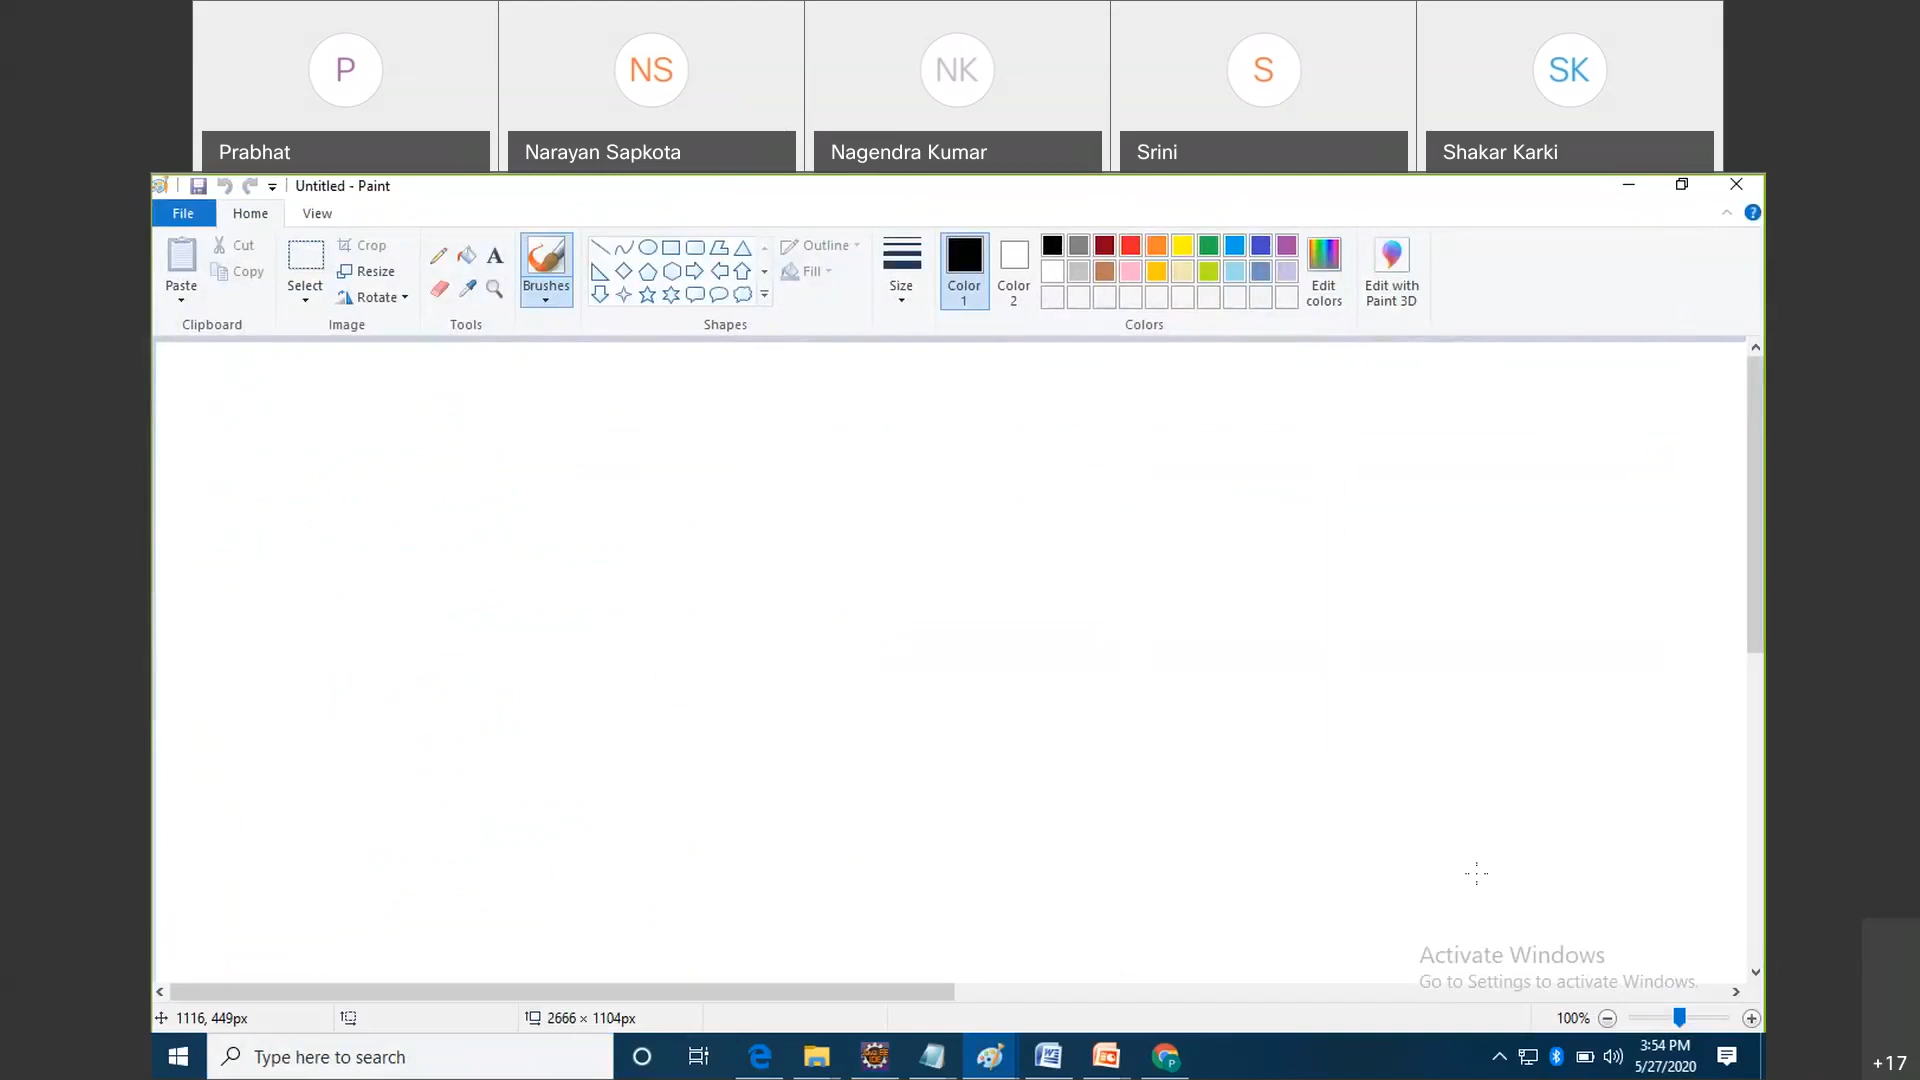 P NS NK S SK
Prabhat Narayan Sapkota Nagendra Kumar Srini Shakar Karki
Untitled - Paint
File Home View
Paste
Cut
Copy
Clipboard
Select
Crop
Resize
Rotate
Image
A
Tools
Brushes
Outline
Fill
Shapes
Size
Color
1
Color
2
Edit
colors
Colors
Edit with
Paint 3D
?
Activate Windows
Go to Settings to activate Windows.
1116, 449px
2666 × 1104px
100%
Type here to search
3:54 PM
5/27/2020
+17